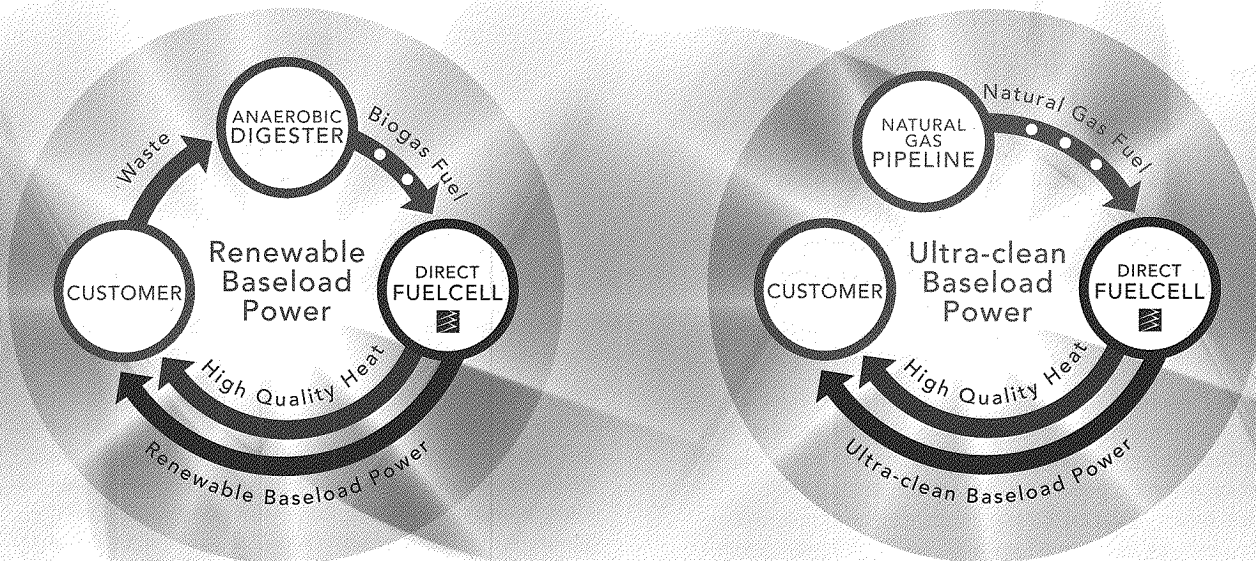 ANAEROBIC
DIGESTER
Waste
Biogas Fuel
CUSTOMER
Renewable
Baseload
Power
DIRECT
FUELCELL
High Quality Heat
Renewable Baseload Power
NATURAL
GAS
PIPELINE
Natural Gas Fuel
CUSTOMER
Ultra-clean
Baseload
Power
DIRECT
FUELCELL
High Quality Heat
Ultra-clean Baseload Power